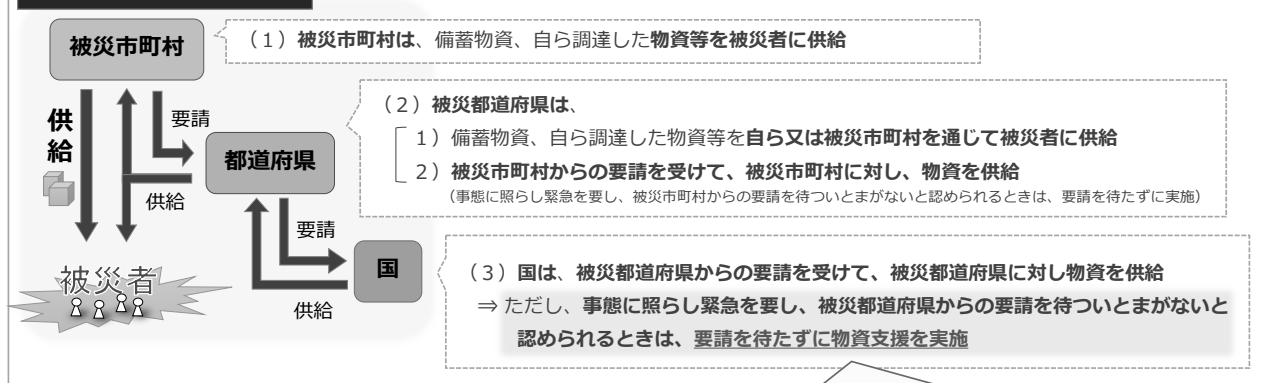 被災市町村
（１）被災市町村は、備蓄物資、自ら調達した物資等を被災者に供給
供給
要請
都道府県
供給
（２）被災都道府県は、
１）備蓄物資、自ら調達した物資等を自ら又は被災市町村を通じて被災者に供給
２）被災市町村からの要請を受けて、被災市町村に対し、物資を供給
（事態に照らし緊急を要し、被災市町村からの要請を待ついとまがないと認められるときは、要請を待たずに実施）
要請
国
供給
被災者
（３）国は、被災都道府県からの要請を受けて、被災都道府県に対し物資を供給
⇒ ただし、事態に照らし緊急を要し、被災都道府県からの要請を待ついとまがないと
認められるときは、要請を待たずに物資支援を実施